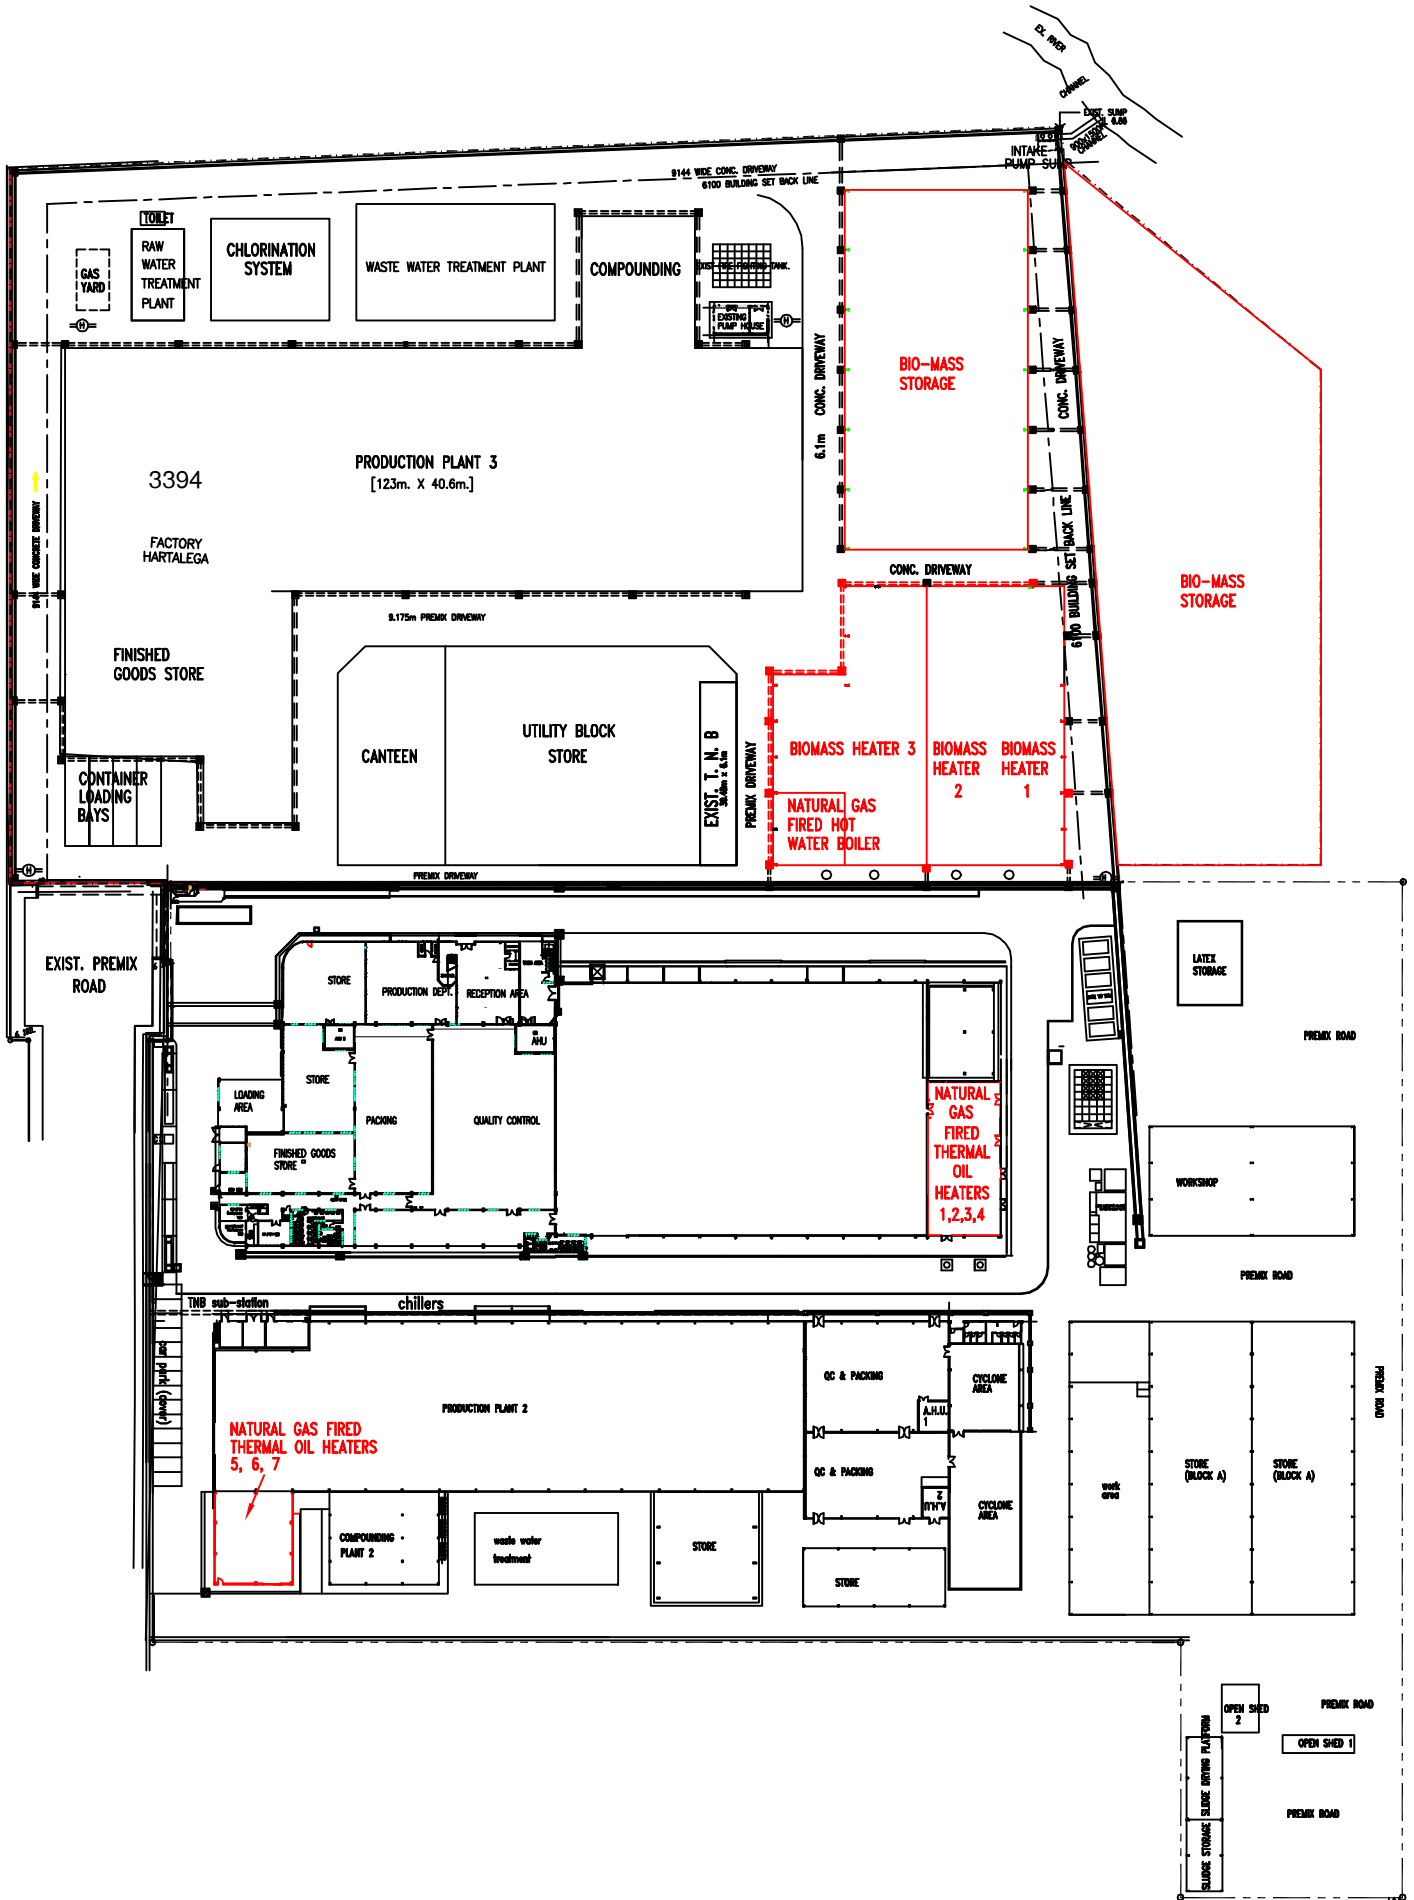 EX. RIVER
CHANNEL
EXIST. SUMP
INTAKE
PUMP SUMP
CHANNEL
9144 WIDE CONC. DRIVEWAY
6100 BUILDING SET BACK LINE
TOILET
RAW
WATER
TREATMENT
PLANT
GAS
YARD
CHLORINATION
SYSTEM
WASTE WATER TREATMENT PLANT
COMPOUNDING
EXISTING
PUMP HOUSE
H
H
6.1m CONC. DRIVEWAY
BIO-MASS
STORAGE
CONC. DRIVEWAY
6100 BUILDING SET BACK LINE
PRODUCTION PLANT 3
[123m. X 40.6m.]
3394
FACTORY
HARTALEGA
9144 WIDE CONCRETE DRIVEWAY
CONC. DRIVEWAY
BIO-MASS
STORAGE
9.175m PREMIX DRIVEWAY
FINISHED
GOODS STORE
CANTEEN
UTILITY BLOCK
STORE
EXIST. T. N. B
PREMIX DRIVEWAY
BIOMASS HEATER 3
BIOMASS
HEATER
2
BIOMASS
HEATER
1
CONTAINER
LOADING
BAYS
NATURAL GAS
FIRED HOT
WATER BOILER
H
PREMIX DRIVEWAY
H
EXIST. PREMIX
ROAD
STORE
PRODUCTION DEPT.
RECEPTION AREA
LATEX
STORAGE
PREMIX ROAD
AHU
STORE
LOADING
AREA
PACKING
QUALITY CONTROL
FINISHED GOODS
STORE
NATURAL
GAS
FIRED
THERMAL
OIL
HEATERS
1,2,3,4
WORKSHOP
PREMIX ROAD
TNB sub-station
chillers
car park (cover)
PRODUCTION PLANT 2
QC & PACKING
A.H.U.
1
CYCLONE
AREA
NATURAL GAS FIRED
THERMAL OIL HEATERS
5, 6, 7
QC & PACKING
A.H.U
2
CYCLONE
AREA
work
area
STORE
(BLOCK A)
STORE
(BLOCK A)
PREMIX ROAD
COMPOUNDING
PLANT 2
waste water
treatment
STORE
STORE
OPEN SHED
2
PREMIX ROAD
OPEN SHED 1
SLUDGE DRYING PLATFORM
PREMIX ROAD
SLUDGE STORAGE